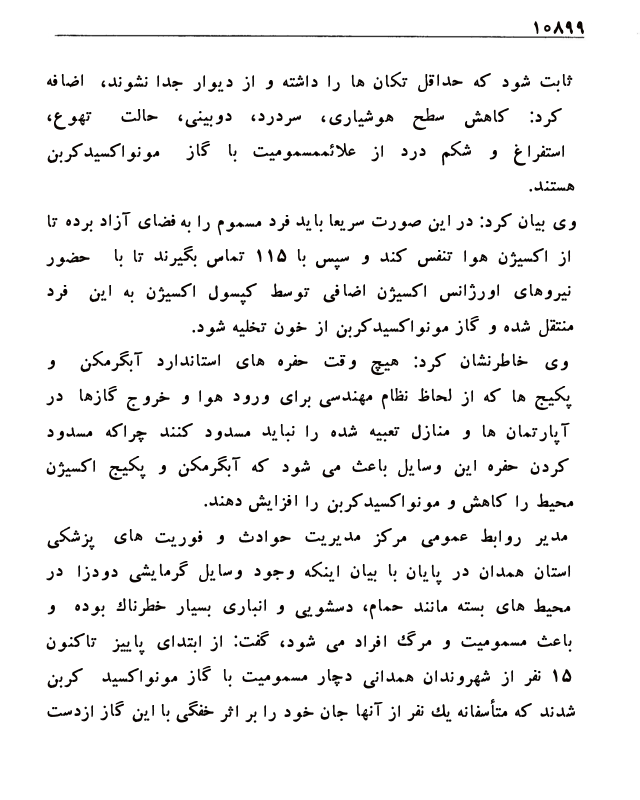 ۱۰۸۹۹
ثابت شود که حداقل تکان ها را داشته و از دیوار جدا نشوند، اضافه
کرد: کاهش سطح هوشیاری، سردرد، دوبینی، حالت تهوع،
استفراغ و شکم درد از علائممسمومیت با گاز مونواکسیدکربن
هستند.
وی بیان کرد: در این صورت سریعا باید فرد مسموم را به فضای آزاد برده تا
از اکسیژن هوا تنفس کند و سپس با ۱۱۵ تماس بگیرند تا با حضور
نیروهای اورژانس اکسیژن اضافی توسط کپسول اکسیژن به این فرد
منتقل شده و گاز مونواکسیدکربن از خون تخلیه شود.
وی خاطرنشان کرد: هیچ وقت حفره های استاندارد آبگرمکن و
پکیج ها که از لحاظ نظام مهندسی برای ورود هوا و خروج گازها در
آپارتمان ها و منازل تعبیه شده را نباید مسدود کنند چراکه مسدود
کردن حفره این وسایل باعث می شود که آبگرمکن و پکیج اکسیژن
محیط را کاهش و مونواکسیدکربن را افزایش دهند.
مدیر روابط عمومی مرکز مدیریت حوادث و فوریت های پزشکی
استان همدان در پایان با بیان اینکه وجود وسایل گرمایشی دودزا در
محیط های بسته مانند حمام، دستشویی و انباری بسیار خطرناك بوده و
باعث مسمومیت و مرگ افراد می شود، گفت: از ابتدای پاییز تاکنون
۱۵ نفر از شهروندان همدانی دچار مسمومیت با گاز مونواکسید کربن
شدند که متأسفانه یك نفر از آنها جان خود را بر اثر خفگی با این گاز ازدست